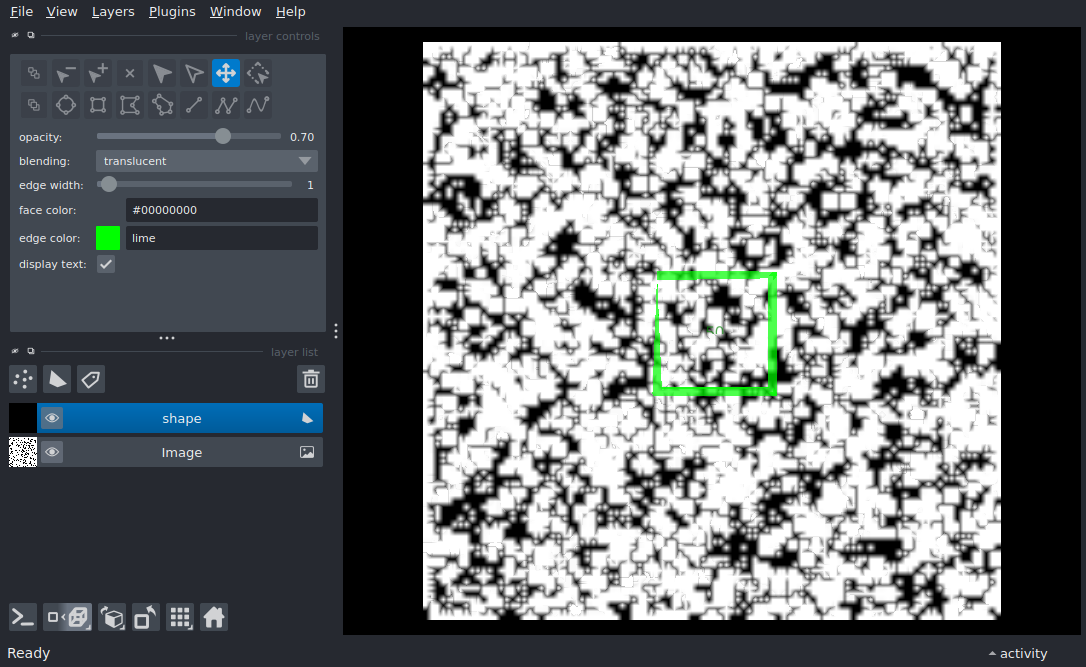 File View Layers Plugins Window Help
layer controls
opacity: 0.70
blending: translucent
edge width: 1
face color: #00000000
edge color: lime
display text:
layer list
shape
Image
Ready
activity